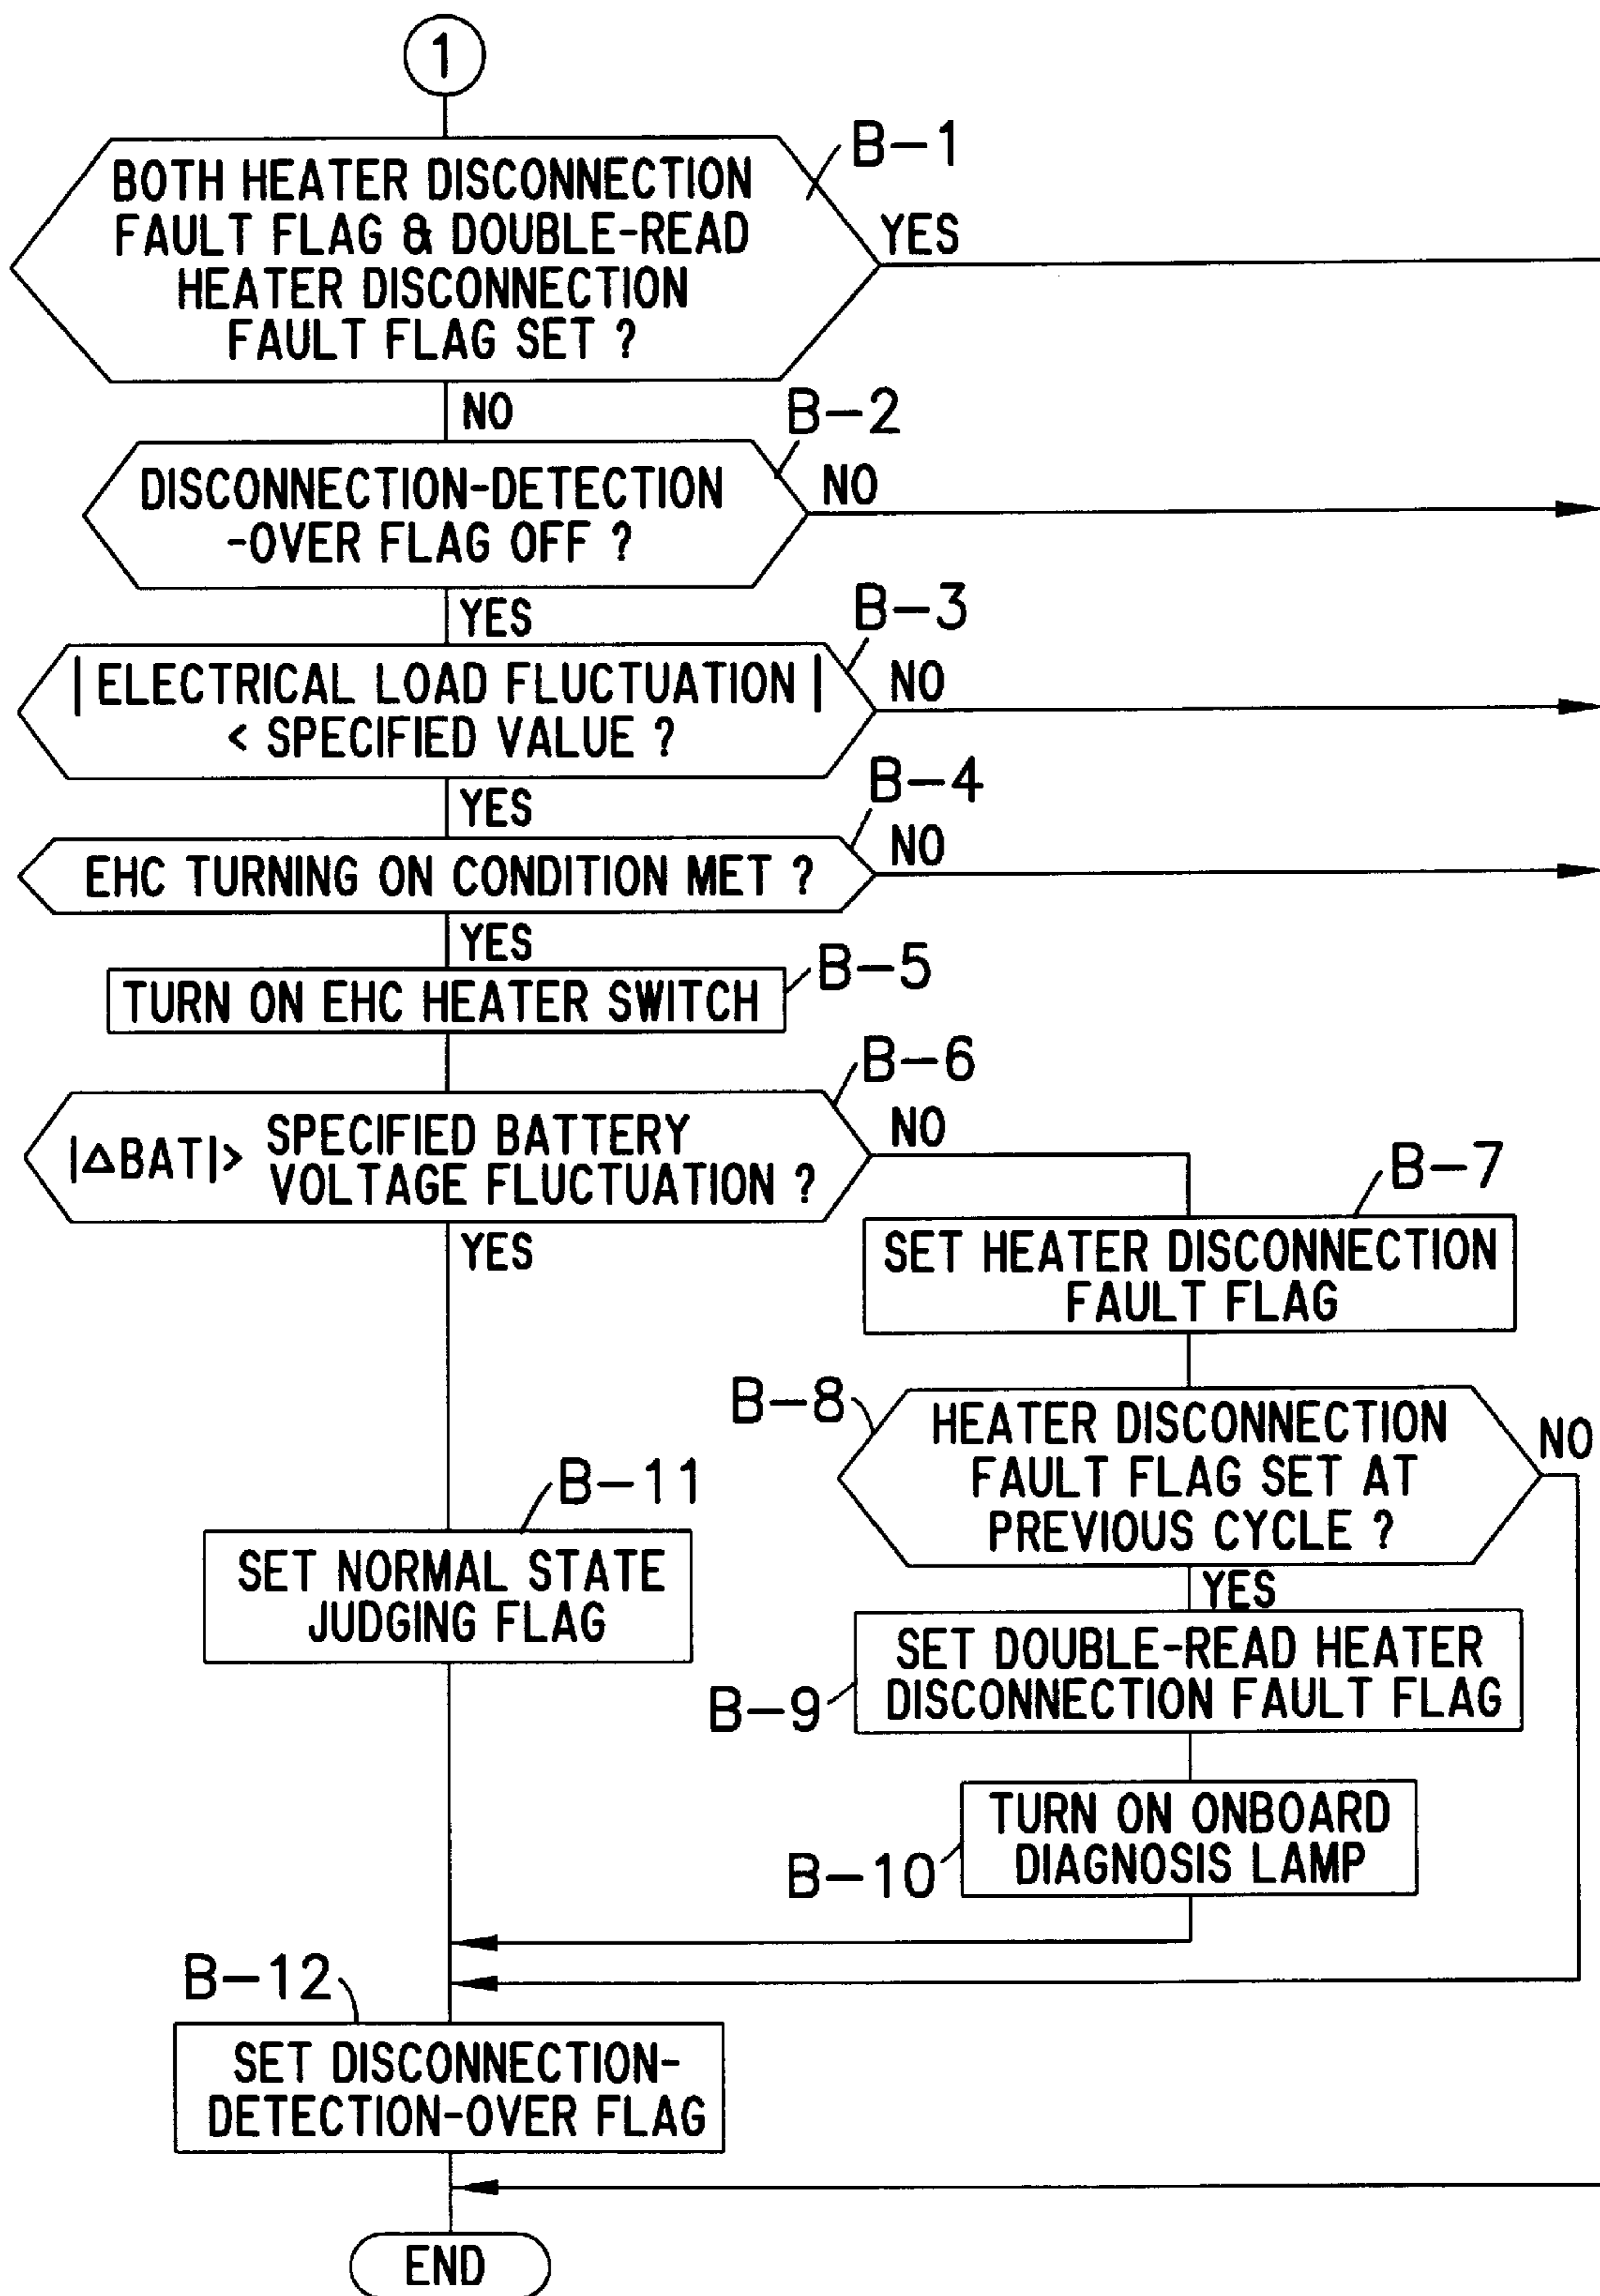 1
B-1
BOTH HEATER DISCONNECTION
FAULT FLAG & DOUBLE-READ
HEATER DISCONNECTION
FAULT FLAG SET ?
YES
NO
B-2
DISCONNECTION-DETECTION
-OVER FLAG OFF ?
NO
YES
B-3
|ELECTRICAL LOAD FLUCTUATION|
< SPECIFIED VALUE ?
NO
YES
B-4
EHC TURNING ON CONDITION MET ?
NO
YES
B-5
TURN ON EHC HEATER SWITCH
B-6
|△BAT|> SPECIFIED BATTERY
VOLTAGE FLUCTUATION ?
NO
YES
B-7
SET HEATER DISCONNECTION
FAULT FLAG
B-8
HEATER DISCONNECTION
FAULT FLAG SET AT
PREVIOUS CYCLE ?
NO
YES
B-9
SET DOUBLE-READ HEATER
DISCONNECTION FAULT FLAG
B-10
TURN ON ONBOARD
DIAGNOSIS LAMP
B-11
SET NORMAL STATE
JUDGING FLAG
B-12
SET DISCONNECTION-
DETECTION-OVER FLAG
END